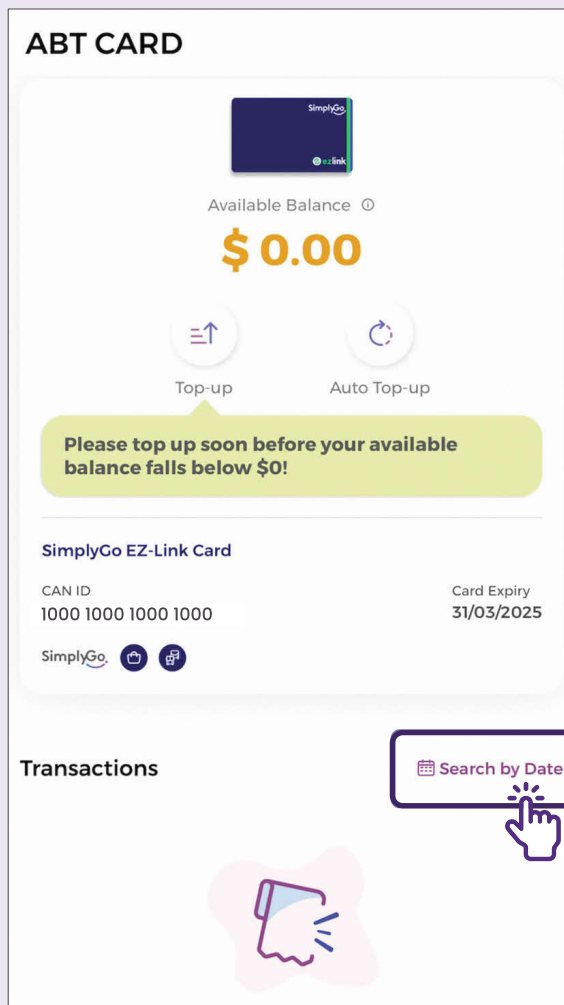 ABT CARD
SimplyGo.
ezlink
Available Balance
$ 0.00
Top-up
Auto Top-up
Please top up soon before your available
balance falls below $0!
SimplyGo EZ-Link Card
CAN ID
Card Expiry
1000 1000 1000 1000
31/03/2025
SimplyGo.
Transactions
Search by Date